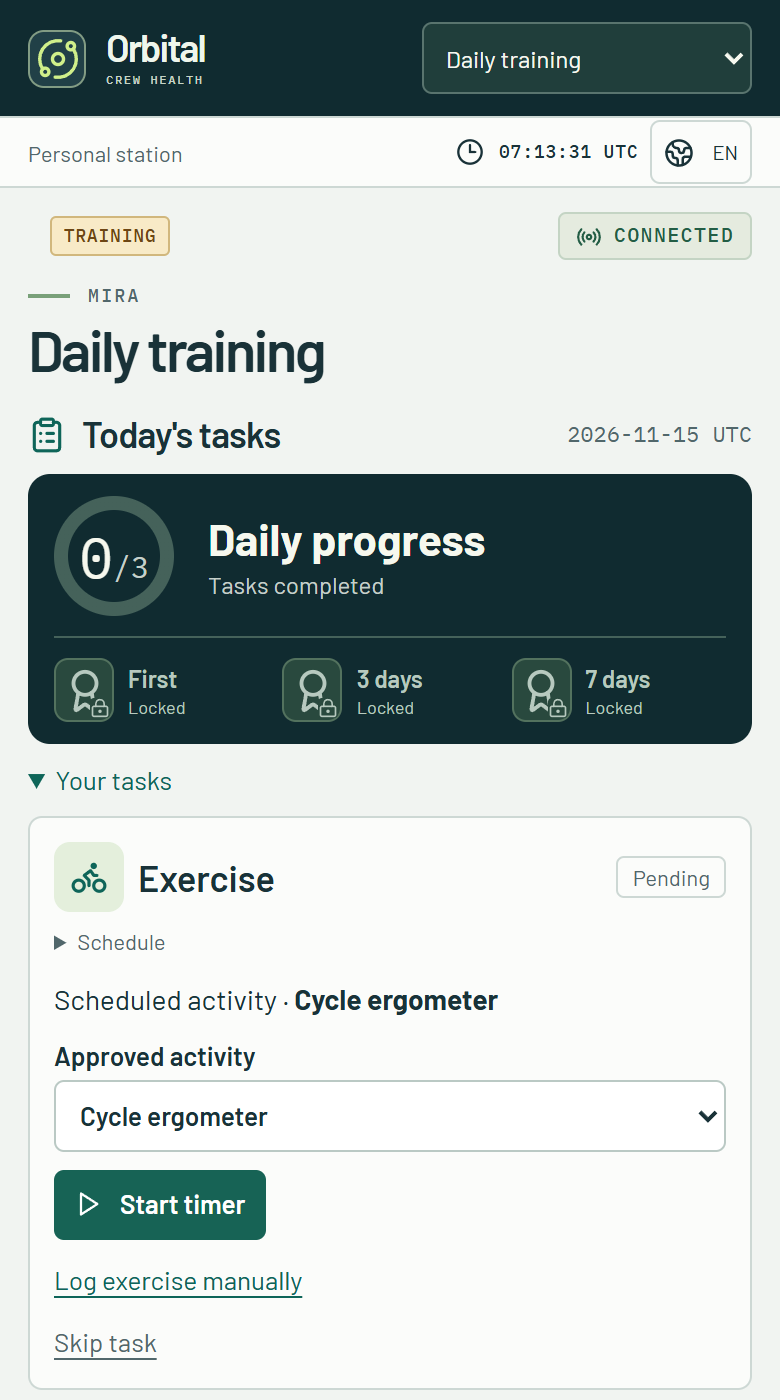 Orbital
CREW HEALTH
Daily training
Personal station
07:13:31 UTC
EN
TRAINING
CONNECTED
MIRA
Daily training
Today's tasks
2026-11-15 UTC
0/3
Daily progress
Tasks completed
First
Locked
3 days
Locked
7 days
Locked
Your tasks
Exercise
Pending
Schedule
Scheduled activity · Cycle ergometer
Approved activity
Cycle ergometer
Start timer
Log exercise manually
Skip task